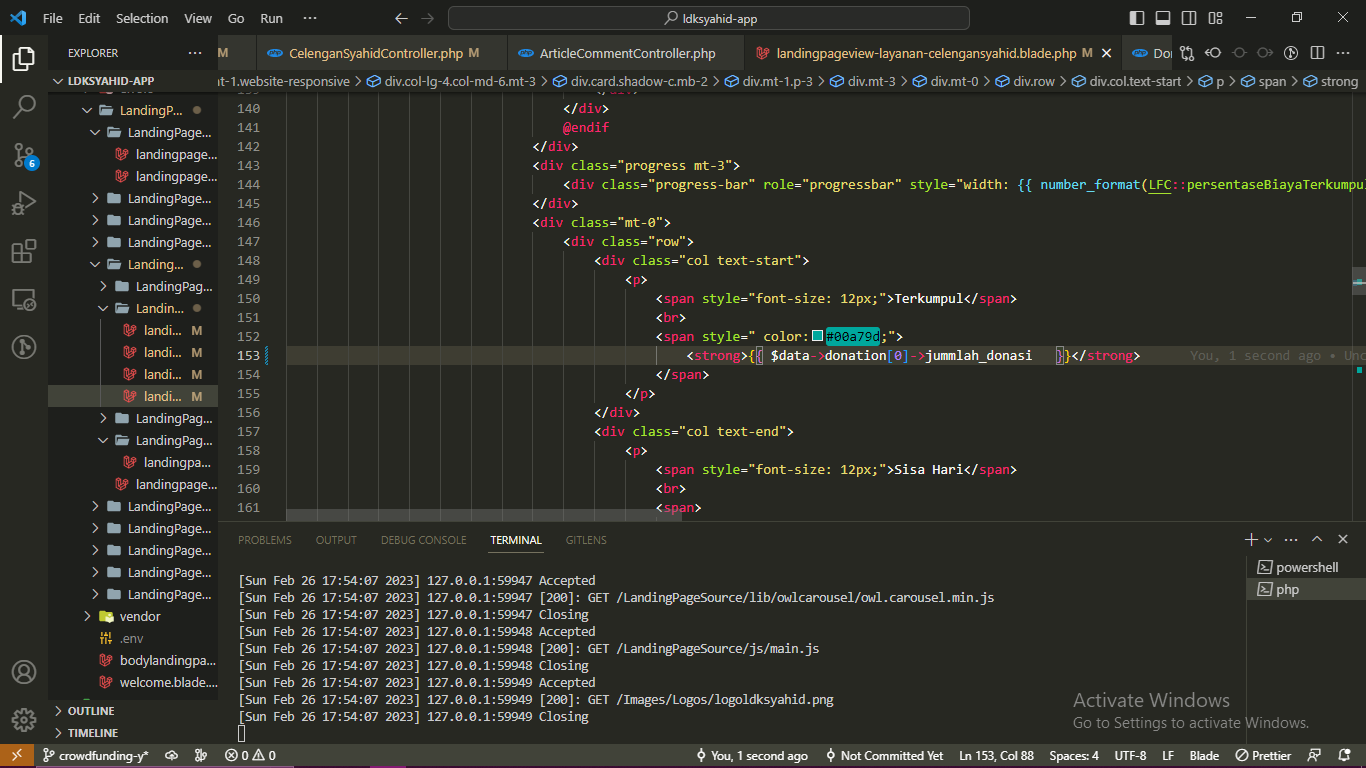 File Edit Selection View Go Run ··· ldksyahid-app
EXPLORER ···
M CelenganSyahidController.php M ArticleCommentController.php landingpageview-layanan-celengansyahid.blade.php M
LDKSYAHID-APP
nt-1.website-responsive > div.col-lg-4.col-md-6.mt-3 > div.card.shadow-c.mb-2 > div.mt-1.p-3 > div.mt-3 > div.mt-0 > div.row > div.col.text-start > p > span > strong
LandingP...
LandingPage...
landingpage...
landingpage...
LandingPage...
LandingPage...
LandingPage...
Landing...
LandingPag...
Landin...
landi... M
landi... M
landi... M
landi... M
LandingPag...
LandingPag...
landingpa...
landingpage...
LandingPage...
LandingPage...
LandingPage...
LandingPage...
LandingPage...
vendor
.env
bodylandingpa...
welcome.blade....
OUTLINE
TIMELINE
140 </div>
141 @endif
142 </div>
143 <div class="progress mt-3">
144 <div class="progress-bar" role="progressbar" style="width: {{ number_format(LFC::persentaseBiayaTerkumpul
145 </div>
146 <div class="mt-0">
147 <div class="row">
148 <div class="col text-start">
149 <p>
150 <span style="font-size: 12px;">Terkumpul</span>
151 <br>
152 <span style=" color: #00a79d;">
153 <strong>{{ $data->donation[0]->jummlah_donasi }}</strong> You, 1 second ago • Unc
154 </span>
155 </p>
156 </div>
157 <div class="col text-end">
158 <p>
159 <span style="font-size: 12px;">Sisa Hari</span>
160 <br>
161 <span>
PROBLEMS OUTPUT DEBUG CONSOLE TERMINAL GITLENS
[Sun Feb 26 17:54:07 2023] 127.0.0.1:59947 Accepted
[Sun Feb 26 17:54:07 2023] 127.0.0.1:59947 [200]: GET /LandingPageSource/lib/owlcarousel/owl.carousel.min.js
[Sun Feb 26 17:54:07 2023] 127.0.0.1:59947 Closing
[Sun Feb 26 17:54:07 2023] 127.0.0.1:59948 Accepted
[Sun Feb 26 17:54:07 2023] 127.0.0.1:59948 [200]: GET /LandingPageSource/js/main.js
[Sun Feb 26 17:54:07 2023] 127.0.0.1:59948 Closing
[Sun Feb 26 17:54:07 2023] 127.0.0.1:59949 Accepted
[Sun Feb 26 17:54:07 2023] 127.0.0.1:59949 [200]: GET /Images/Logos/logoldksyahid.png
[Sun Feb 26 17:54:07 2023] 127.0.0.1:59949 Closing
powershell
php
Activate Windows
Go to Settings to activate Windows.
6
crowdfunding-y* 0 0 You, 1 second ago Not Committed Yet Ln 153, Col 88 Spaces: 4 UTF-8 LF Blade Prettier